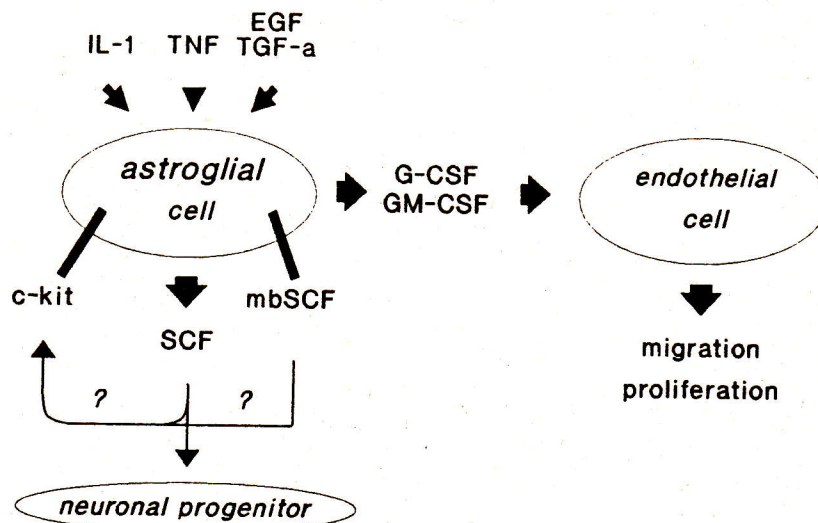 EGF
IL-1 TNF TGF-a
astroglial
cell
G-CSF
GM-CSF
endothelial
cell
c-kit
mbSCF
SCF
migration
proliferation
? ?
neuronal progenitor